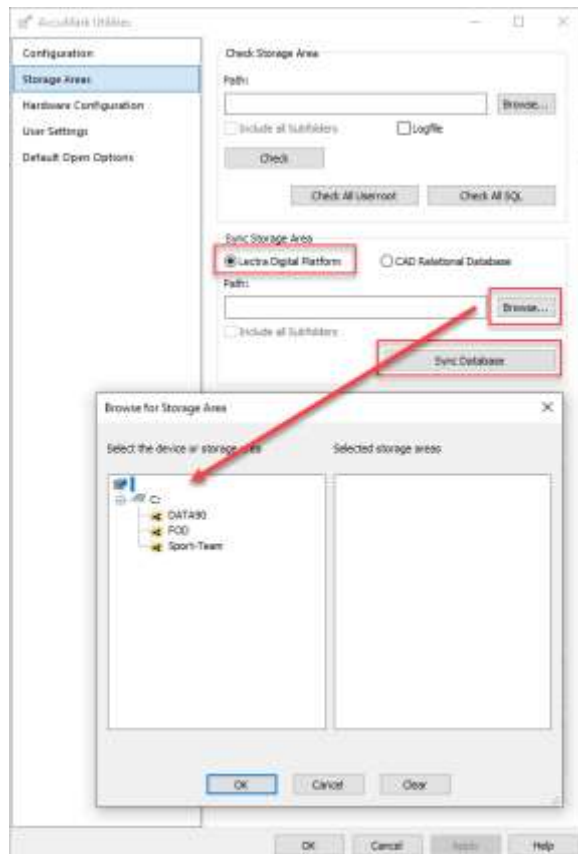 AccuMark Utilities
Configuration
Storage Areas
Hardware Configuration
User Settings
Default Open Options
Check Storage Area
Path:
Browse...
Include all Subfolders
Logfile
Check
Check All Userroot
Check All SQL
Sync Storage Area
Lectra Digital Platform
CAD Relational Database
Path:
Browse...
Include all Subfolders
Sync Database
Browse for Storage Area
Select the device or storage area
Selected storage areas
C:
DATA90
FOD
Sport-Team
OK
Cancel
Clear
OK
Cancel
Apply
Help